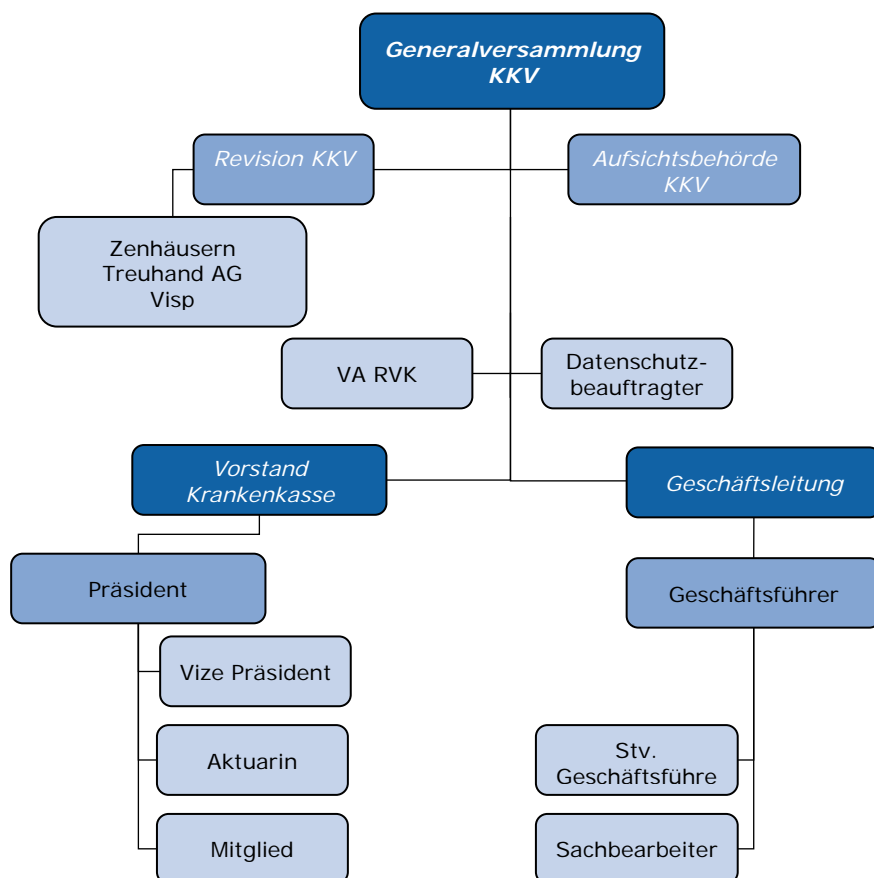 Generalversammlung
KKV
Revision KKV
Aufsichtsbehörde
KKV
Zenhäusern
Treuhand AG
Visp
VA RVK
Datenschutz-
beauftragter
Vorstand
Krankenkasse
Geschäftsleitung
Präsident
Geschäftsführer
Vize Präsident
Aktuarin
Stv.
Geschäftsführe
Mitglied
Sachbearbeiter